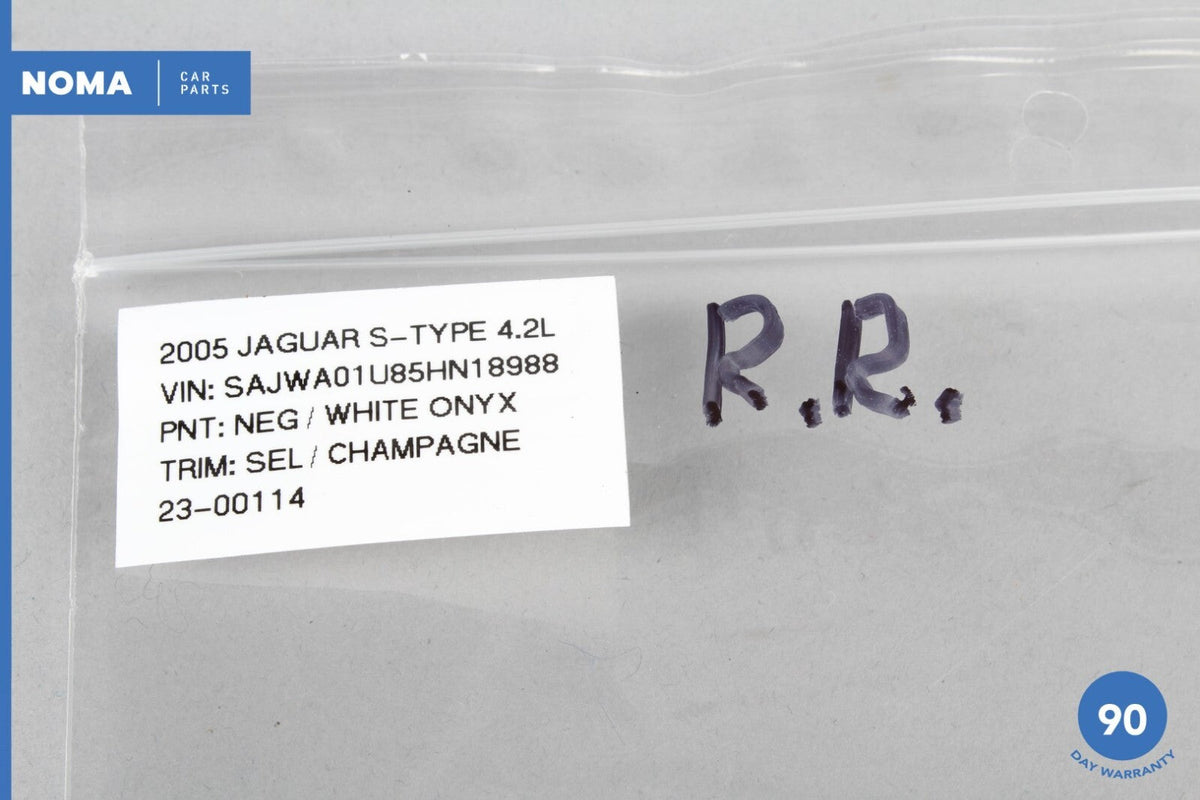 NOMA
CAR
PARTS
2005 JAGUAR S-TYPE 4.2L
VIN: SAJWA01U85HN18988
PNT: NEG / WHITE ONYX
TRIM: SEL / CHAMPAGNE
23-00114
R.R.
90
DAY WARRANTY